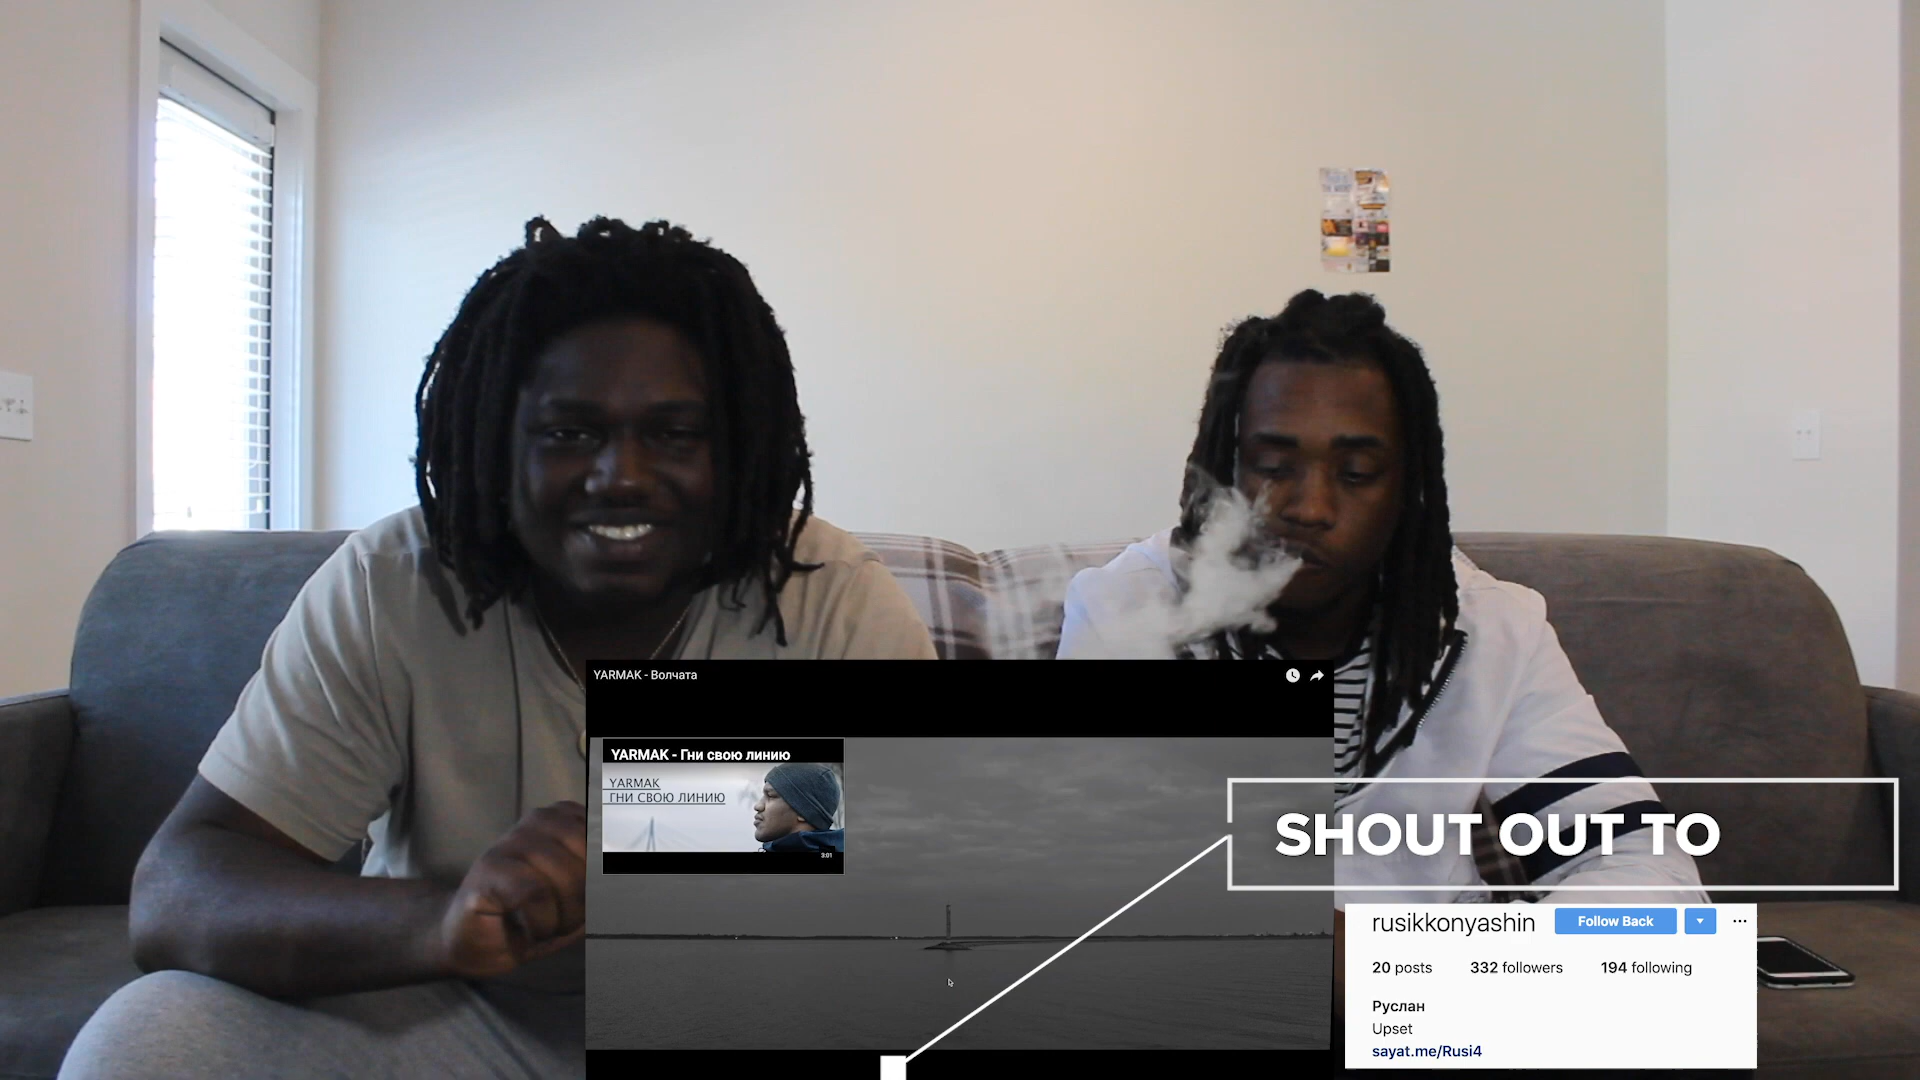 YARMAK - Волчата
YARMAK - Гни свою линию
YARMAK
ГНИ СВОЮ ЛИНИЮ
3:01
SHOUT OUT TO
rusikkonyashin
Follow Back
20 posts 332 followers 194 following
Руслан
Upset
sayat.me/Rusi4